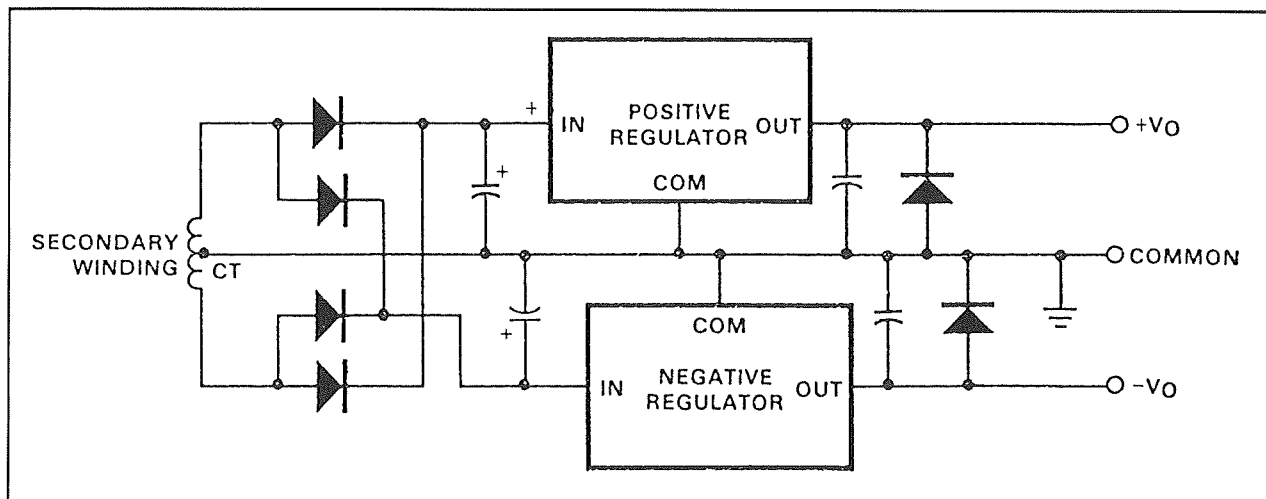 +
IN
POSITIVE
REGULATOR
OUT
COM
+VO
+
SECONDARY
WINDING
CT
COMMON
+
COM
IN
NEGATIVE
REGULATOR
OUT
-VO